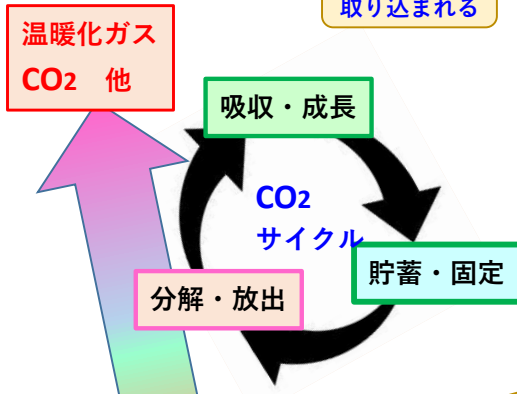 取り込まれる
温暖化ガス
CO2 他
吸収・成長
CO2
サイクル
貯蓄・固定
分解・放出